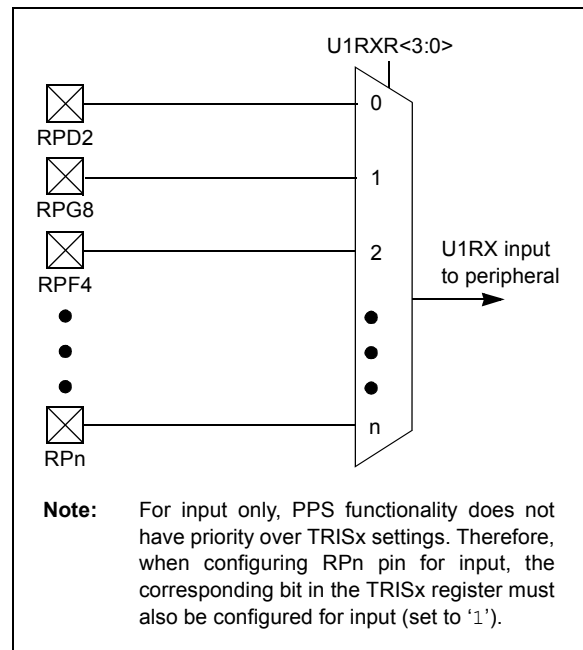 U1RXR<3:0>
RPD2
0
RPG8
1
RPF4
2
U1RX input
to peripheral
RPn
n
Note: For input only, PPS functionality does not
have priority over TRISx settings. Therefore,
when configuring RPn pin for input, the
corresponding bit in the TRISx register must
also be configured for input (set to ‘1’).